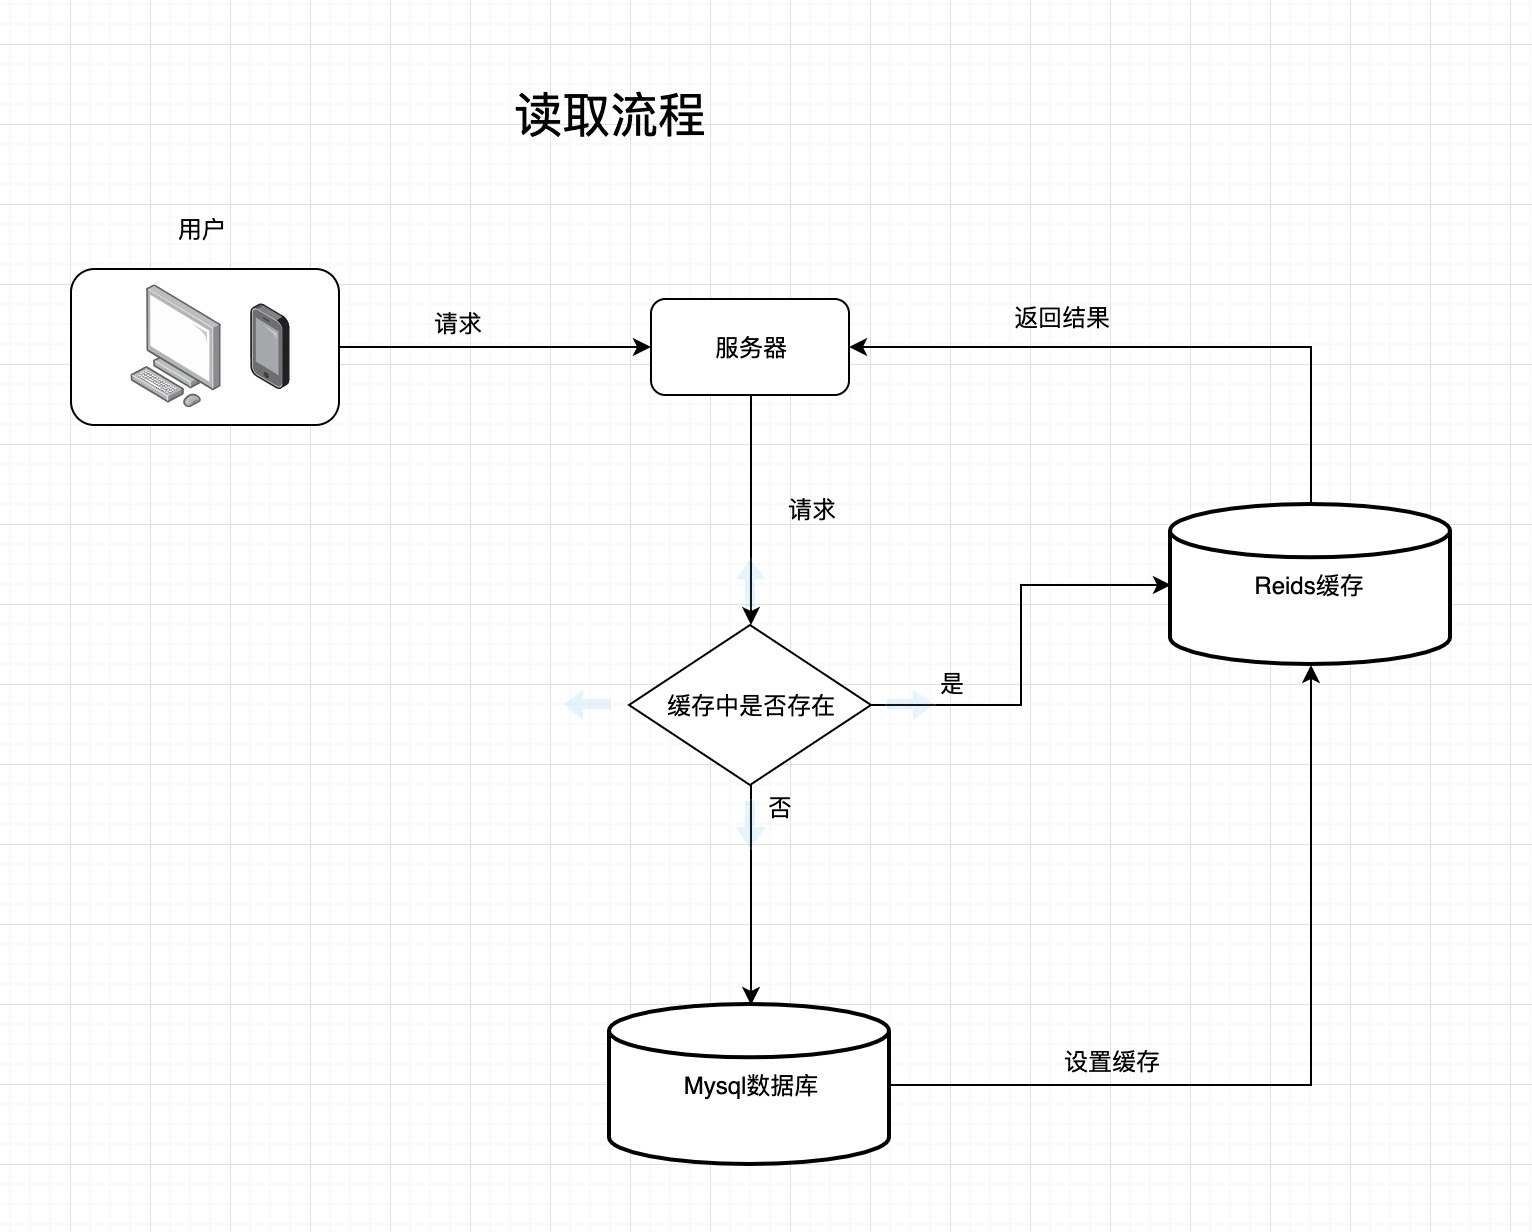 读取流程
用户
请求
服务器
返回结果
请求
Reids缓存
是
缓存中是否存在
否
设置缓存
Mysql数据库